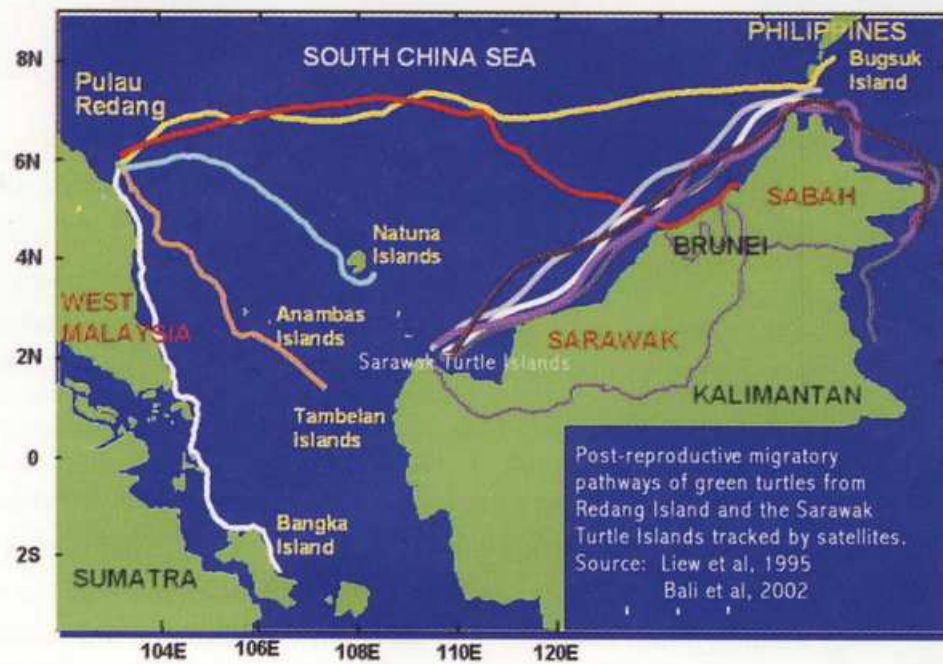 PHILIPPINES
8N
SOUTH CHINA SEA
Bugsuk
Island
Pulau
Redang
6N
SABAH
Natuna
Islands
4N
BRUNEI
WEST
MALAYSIA
Anambas
Islands
SARAWAK
2N
Sarawak Turtle Islands
KALIMANTAN
Tambelan
Islands
0
Post-reproductive migratory
pathways of green turtles from
Redang Island and the Sarawak
Turtle Islands tracked by satellites.
Source: Liew et al, 1995
Bali et al, 2002
Bangka
Island
2S
SUMATRA
104E
106E
108E
110E
120E